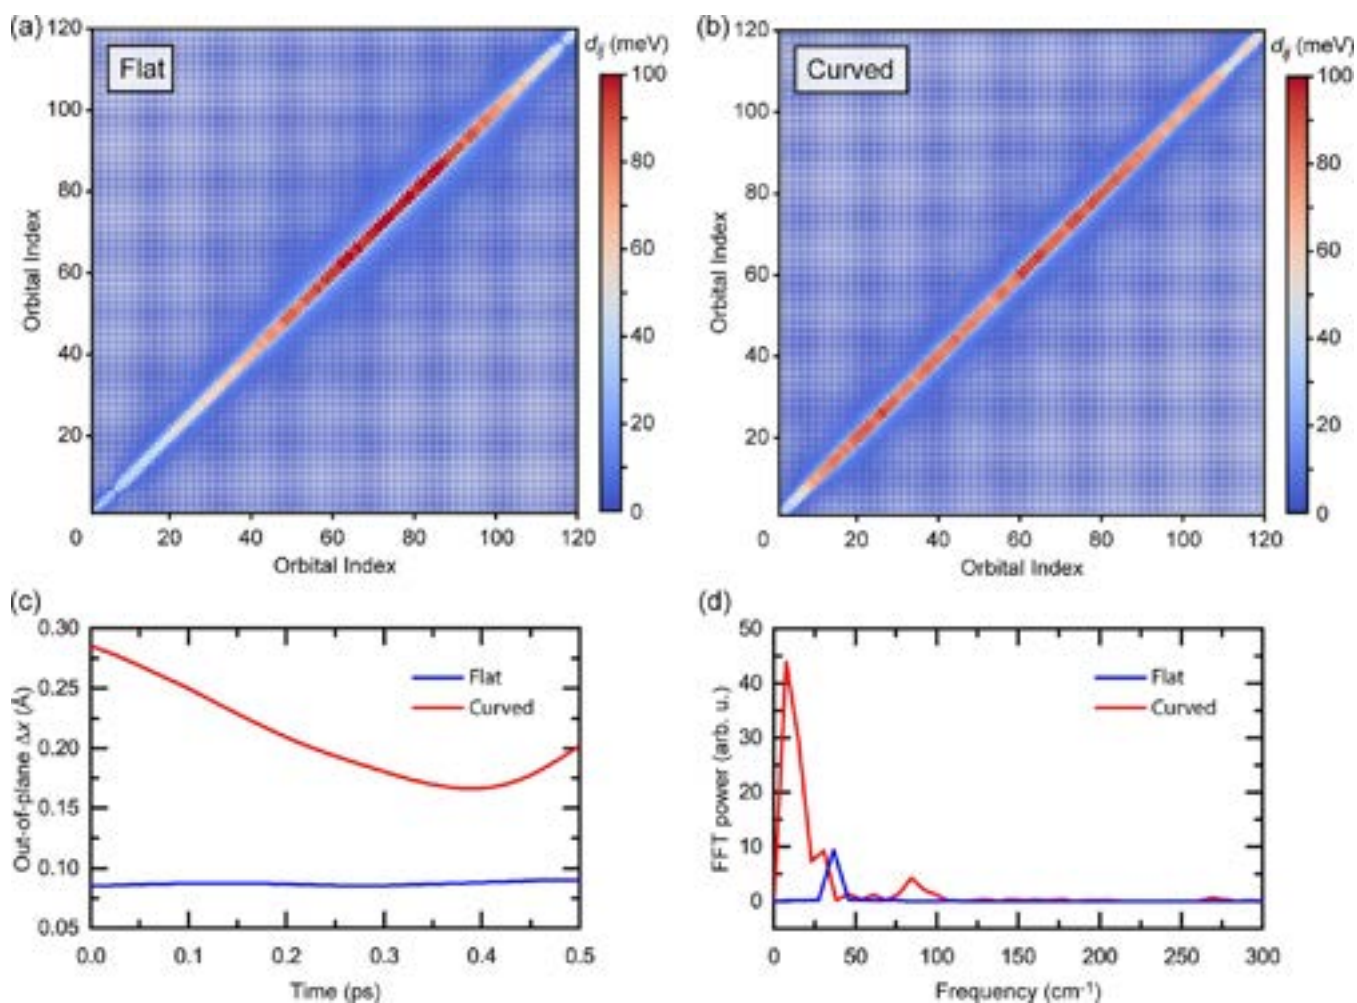 (a)
120
Flat
d_ij (meV)
100
100
80
80
60
60
40
40
20
20
0
0 20 40 60 80 100 120
Orbital Index
Orbital Index
(b)
120
Curved
d_ij (meV)
100
100
80
80
60
60
40
40
20
20
0
0 20 40 60 80 100 120
Orbital Index
Orbital Index
(c)
0.30
0.25
0.20
0.15
0.10
0.05
Out-of-plane Δx (Å)
Flat
Curved
0.0 0.1 0.2 0.3 0.4 0.5
Time (ps)
(d)
50
40
30
20
10
0
FFT power (arb. u.)
Flat
Curved
0 50 100 150 200 250 300
Frequency (cm⁻¹)